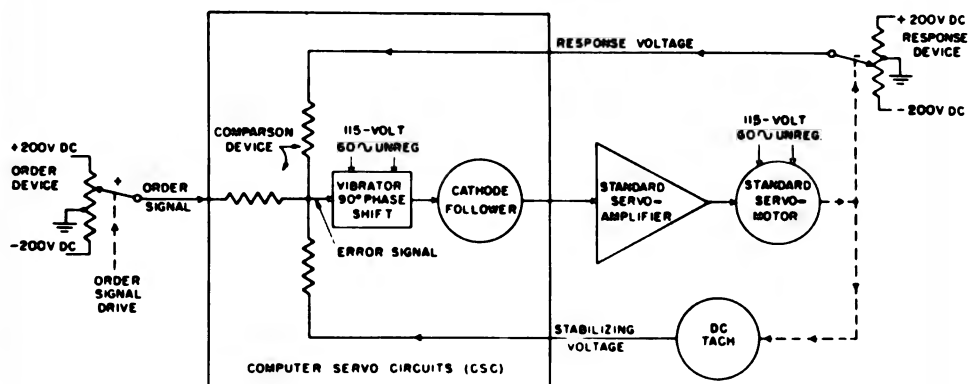 +200V DC
RESPONSE
DEVICE
-200V DC
RESPONSE VOLTAGE
115-VOLT
60∿UNREG
COMPARISON
DEVICE
+200V DC
ORDER
DEVICE
-200V DC
+
ORDER
SIGNAL
ORDER
SIGNAL
DRIVE
VIBRATOR
90° PHASE
SHIFT
CATHODE
FOLLOWER
ERROR SIGNAL
STANDARD
SERVO-
AMPLIFIER
115-VOLT
60∿UNREG.
STANDARD
SERVO-
MOTOR
STABILIZING
VOLTAGE
DC
TACH
COMPUTER SERVO CIRCUITS (CSC)